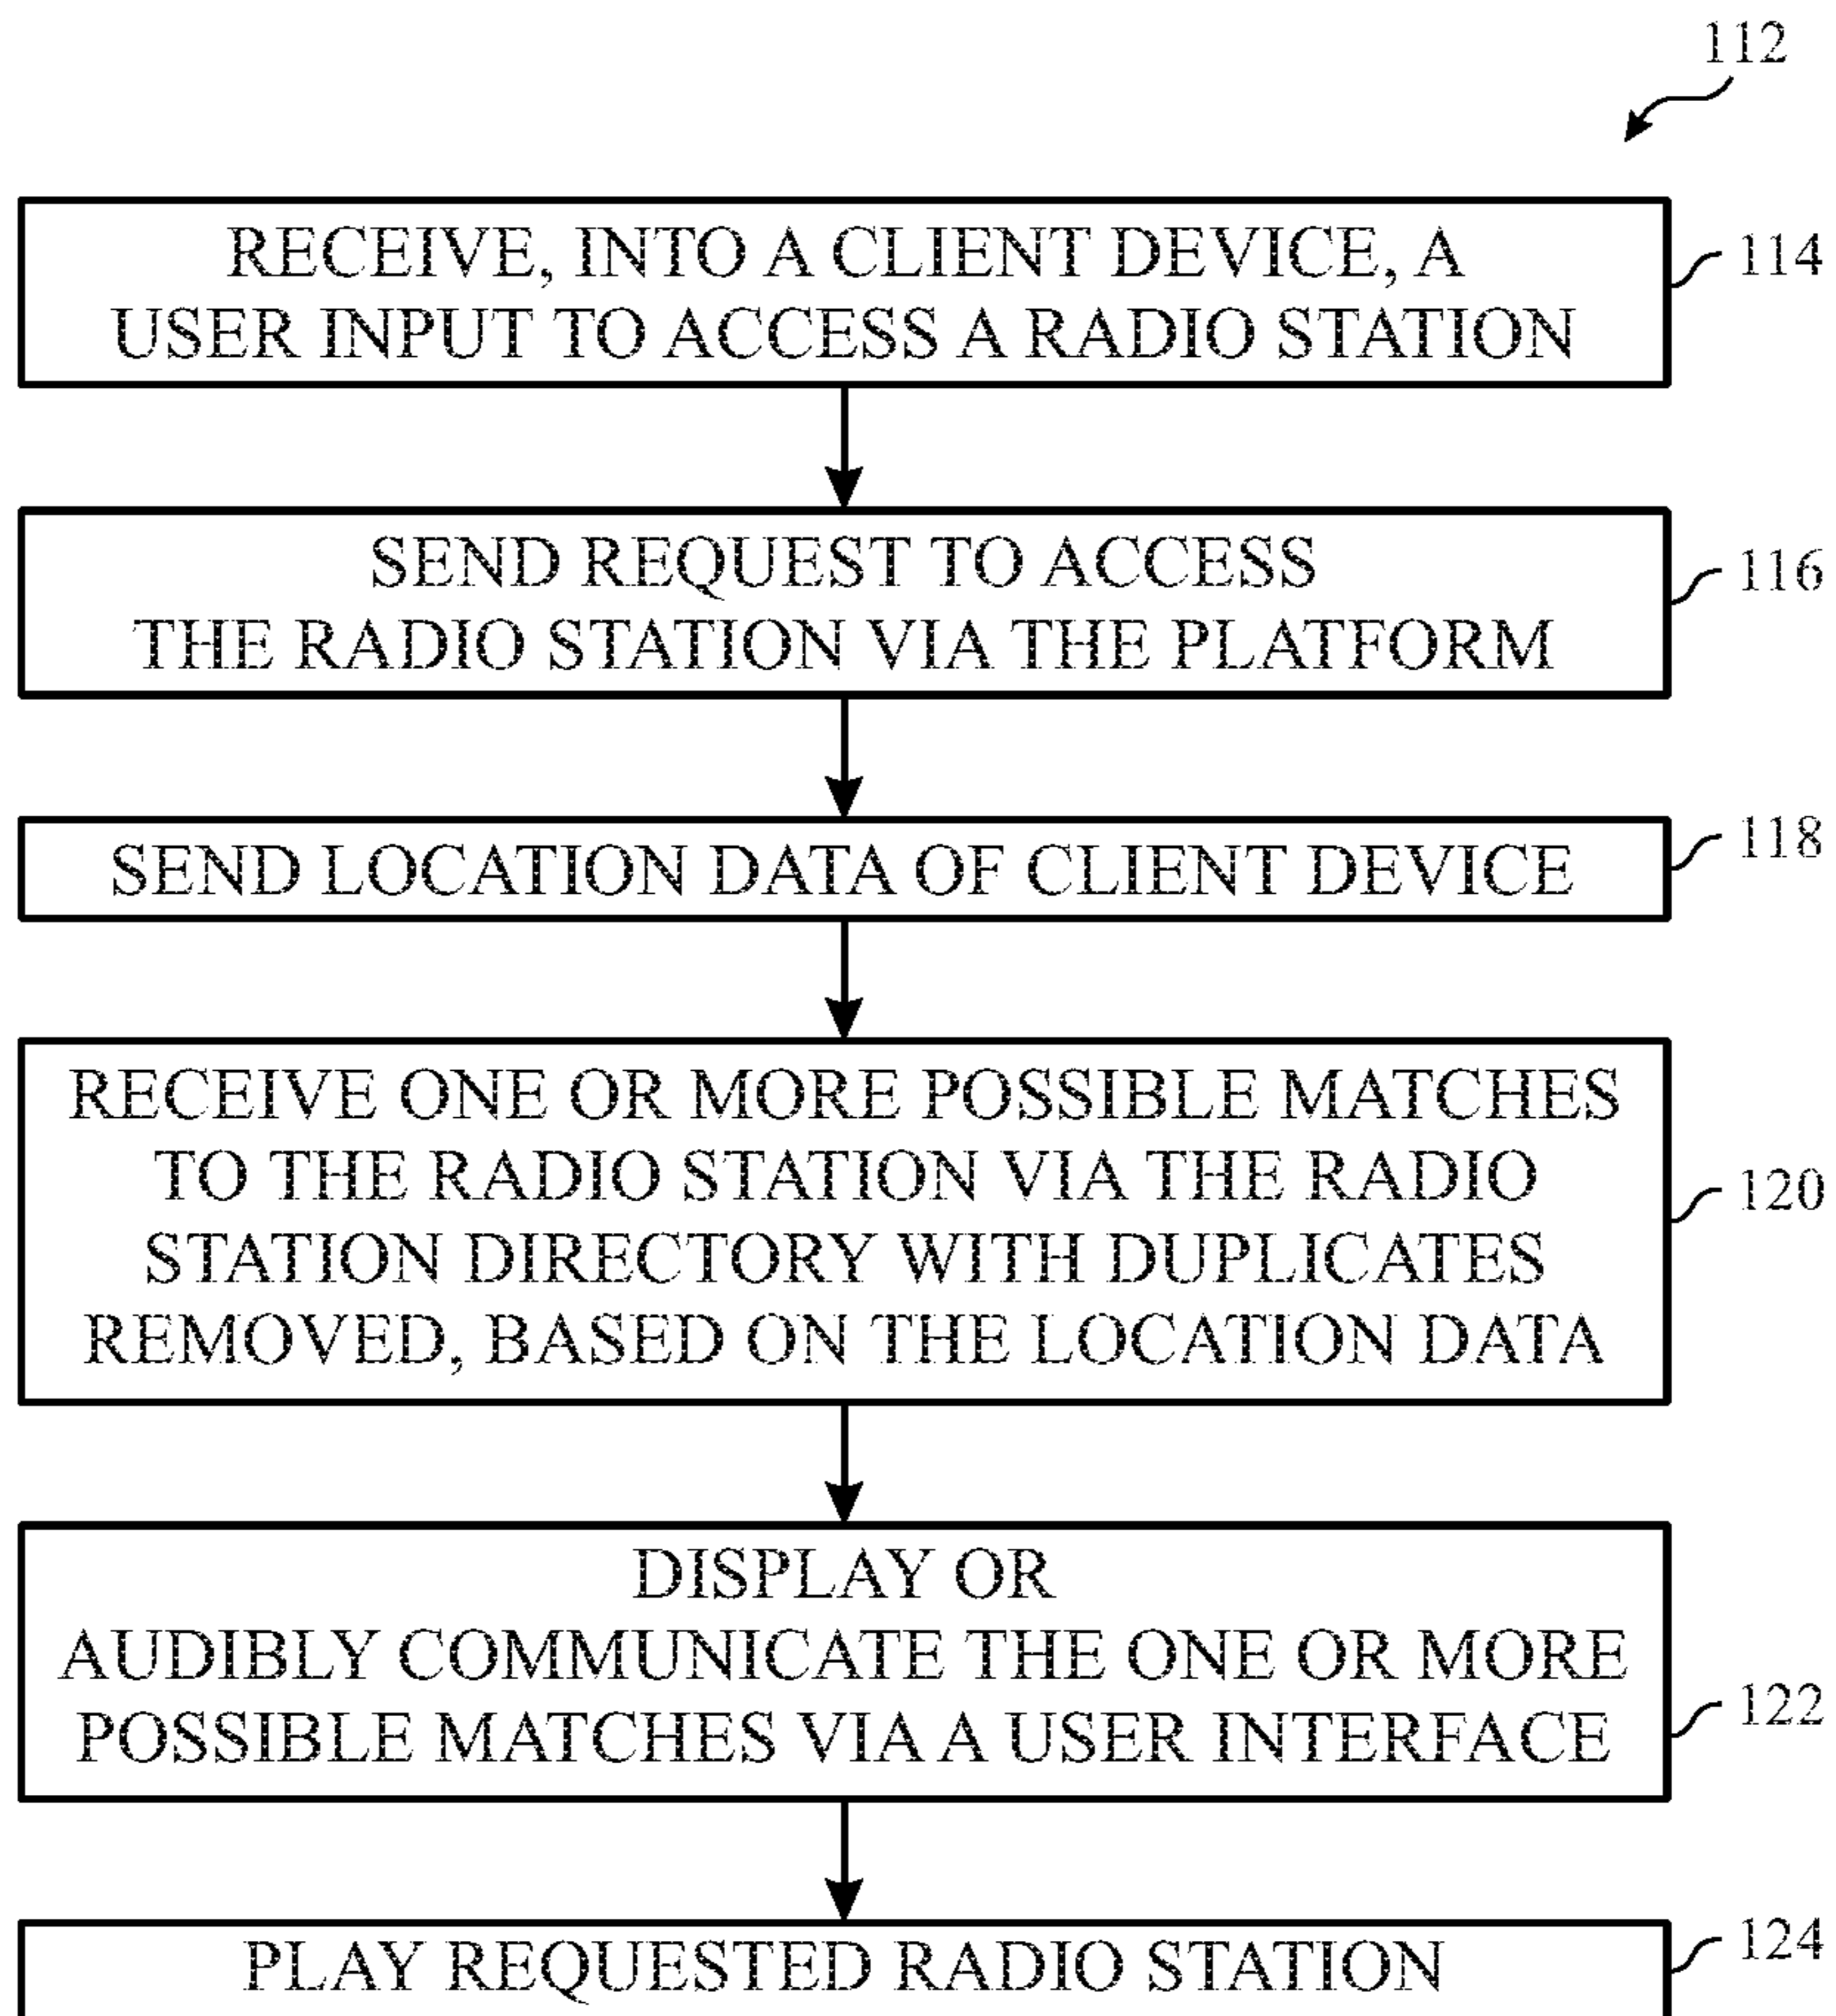 112
RECEIVE, INTO A CLIENT DEVICE, A
USER INPUT TO ACCESS A RADIO STATION
114
SEND REQUEST TO ACCESS
THE RADIO STATION VIA THE PLATFORM
116
SEND LOCATION DATA OF CLIENT DEVICE
118
RECEIVE ONE OR MORE POSSIBLE MATCHES
TO THE RADIO STATION VIA THE RADIO
STATION DIRECTORY WITH DUPLICATES
REMOVED, BASED ON THE LOCATION DATA
120
DISPLAY OR
AUDIBLY COMMUNICATE THE ONE OR MORE
POSSIBLE MATCHES VIA A USER INTERFACE
122
PLAY REQUESTED RADIO STATION
124